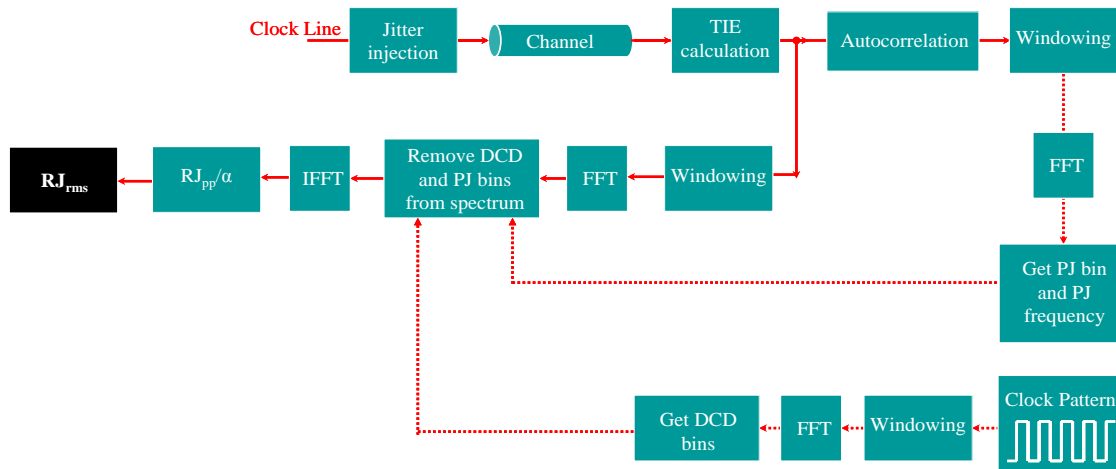 Clock Line
Jitter
injection
Channel
TIE
calculation
Autocorrelation
Windowing
FFT
RJrms
RJpp/α
IFFT
Remove DCD
and PJ bins
from spectrum
FFT
Windowing
Get PJ bin
and PJ
frequency
Get DCD
bins
FFT
Windowing
Clock Pattern